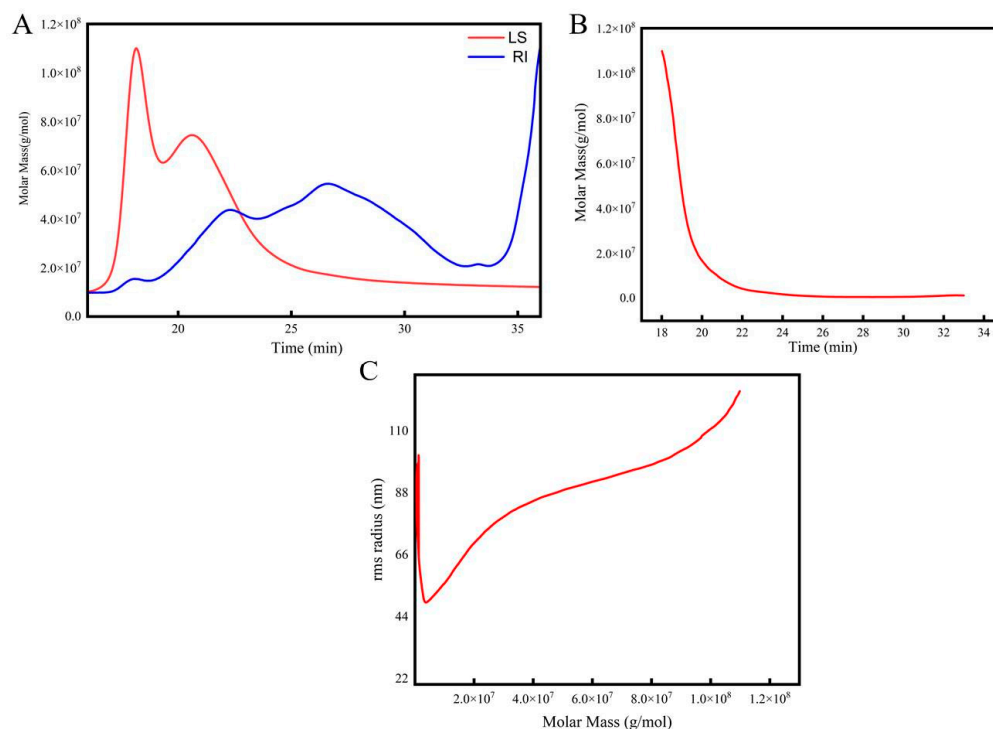 A
1.2×10⁸
1.0×10⁸
8.0×10⁷
6.0×10⁷
4.0×10⁷
2.0×10⁷
0.0
Molar Mass(g/mol)
LS
RI
20
25
30
35
Time (min)
B
1.2×10⁸
1.0×10⁸
8.0×10⁷
6.0×10⁷
4.0×10⁷
2.0×10⁷
0.0
Molar Mass(g/mol)
18 20 22 24 26 28 30 32 34
Time (min)
C
110
88
66
44
22
rms radius (nm)
2.0×10⁷ 4.0×10⁷ 6.0×10⁷ 8.0×10⁷ 1.0×10⁸ 1.2×10⁸
Molar Mass (g/mol)